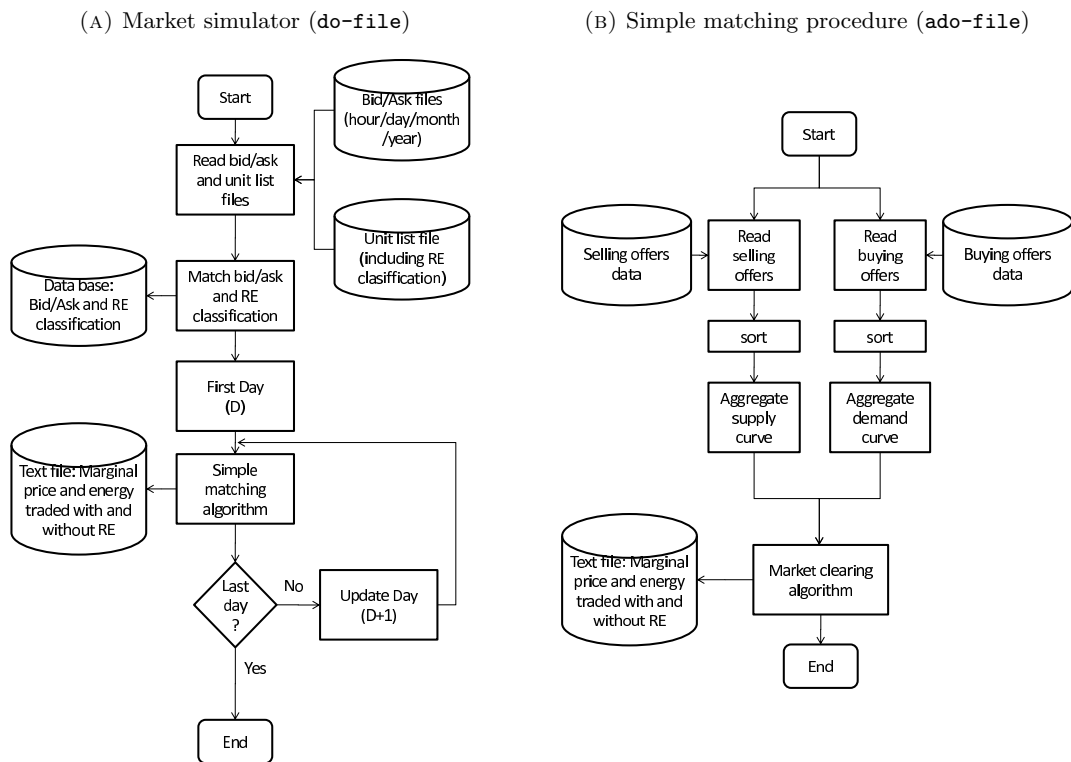 (A) Market simulator (do-file)
Start
Bid/Ask files
(hour/day/month
/year)
Read bid/ask
and unit list
files
Unit list file
(including RE
clasiffication)
Match bid/ask
and RE
classification
Data base:
Bid/Ask and RE
classification
First Day
(D)
Simple
matching
algorithm
Text file: Marginal
price and energy
traded with and
without RE
Last
day
?
No
Update Day
(D+1)
Yes
End
(B) Simple matching procedure (ado-file)
Start
Selling offers
data
Read
selling
offers
Read
buying
offers
Buying offers
data
sort
sort
Aggregate
supply
curve
Aggregate
demand
curve
Market clearing
algorithm
Text file: Marginal
price and energy
traded with and
without RE
End